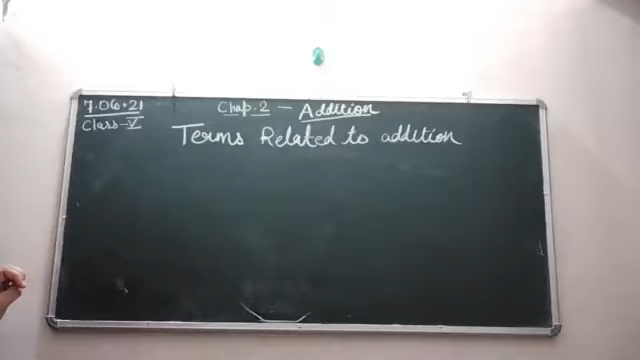 7.06.21 Chap. 2 - Addition
Class-V
Terms Related to addition